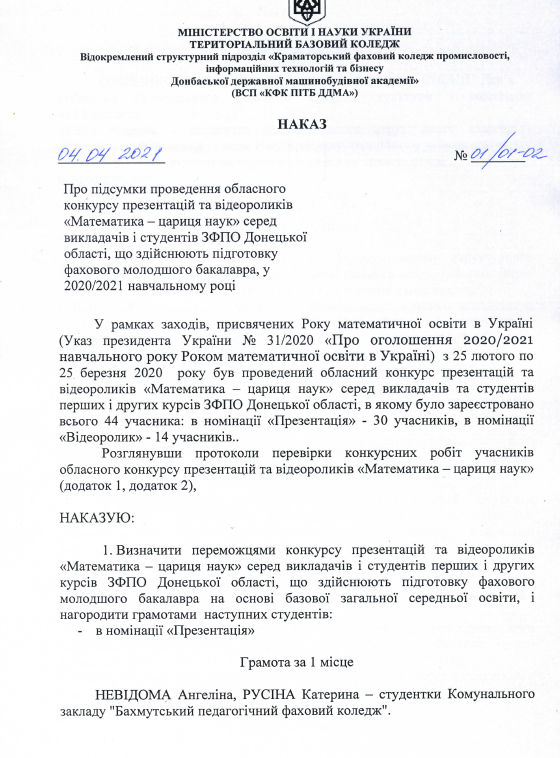 МІНІСТЕРСТВО ОСВІТИ І НАУКИ УКРАЇНИ
ТЕРИТОРІАЛЬНИЙ БАЗОВИЙ КОЛЕДЖ
Відокремлений структурний підрозділ «Краматорський фаховий коледж промисловості,
інформаційних технологій та бізнесу
Донбаської державної машинобудівної академії»
(ВСП «КФК ПІТБ ДДМА»)
НАКАЗ
04.04 2021 № 01/01-02
Про підсумки проведення обласного
конкурсу презентацій та відеороликів
«Математика – цариця наук» серед
викладачів і студентів ЗФПО Донецької
області, що здійснюють підготовку
фахового молодшого бакалавра, у
2020/2021 навчальному році
У рамках заходів, присвячених Року математичної освіти в Україні
(Указ президента України № 31/2020 «Про оголошення 2020/2021
навчального року Роком математичної освіти в Україні) з 25 лютого по
25 березня 2020 року був проведений обласний конкурс презентацій та
відеороликів «Математика – цариця наук» серед викладачів та студентів
перших і других курсів ЗФПО Донецької області, в якому було зареєстровано
всього 44 учасника: в номінації «Презентація» - 30 учасників, в номінації
«Відеоролик» - 14 учасників..
Розглянувши протоколи перевірки конкурсних робіт учасників
обласного конкурсу презентацій та відеороликів «Математика – цариця наук»
(додаток 1, додаток 2),
НАКАЗУЮ:
1. Визначити переможцями конкурсу презентацій та відеороликів
«Математика – цариця наук» серед викладачів і студентів перших і других
курсів ЗФПО Донецької області, що здійснюють підготовку фахового
молодшого бакалавра на основі базової загальної середньої освіти, і
нагородити грамотами наступних студентів:
- в номінації «Презентація»
Грамота за 1 місце
НЕВІДОМА Ангеліна, РУСІНА Катерина – студентки Комунального
закладу "Бахмутський педагогічний фаховий коледж".